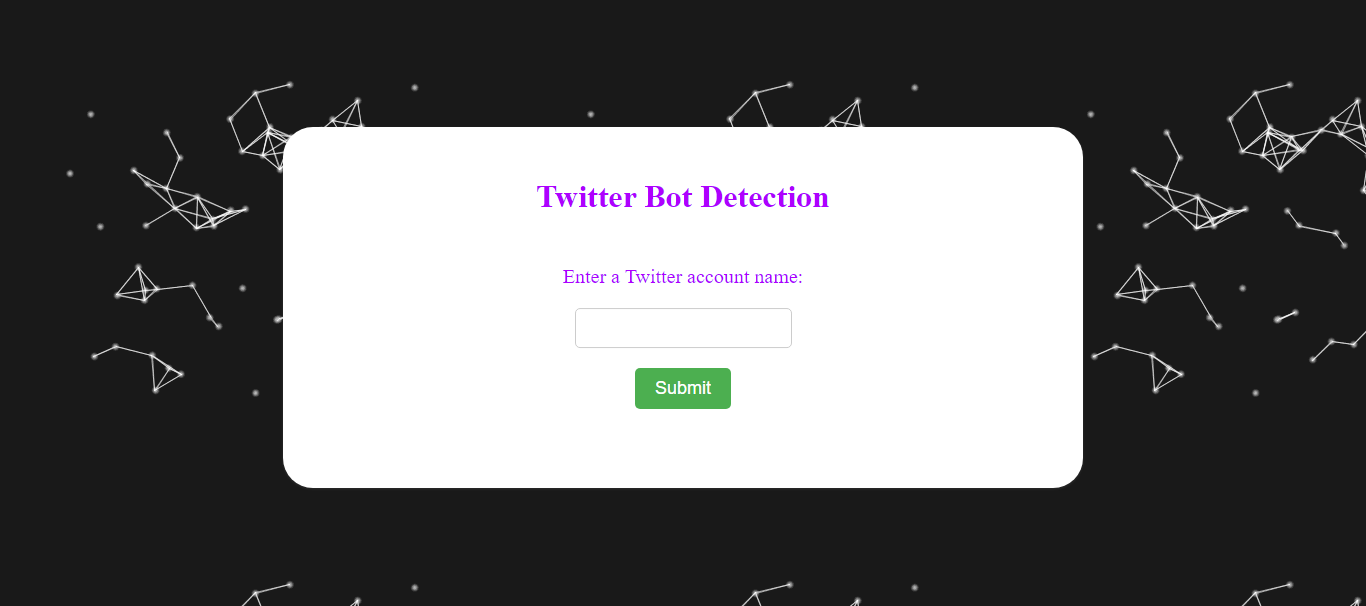 Twitter Bot Detection
Enter a Twitter account name:
Submit